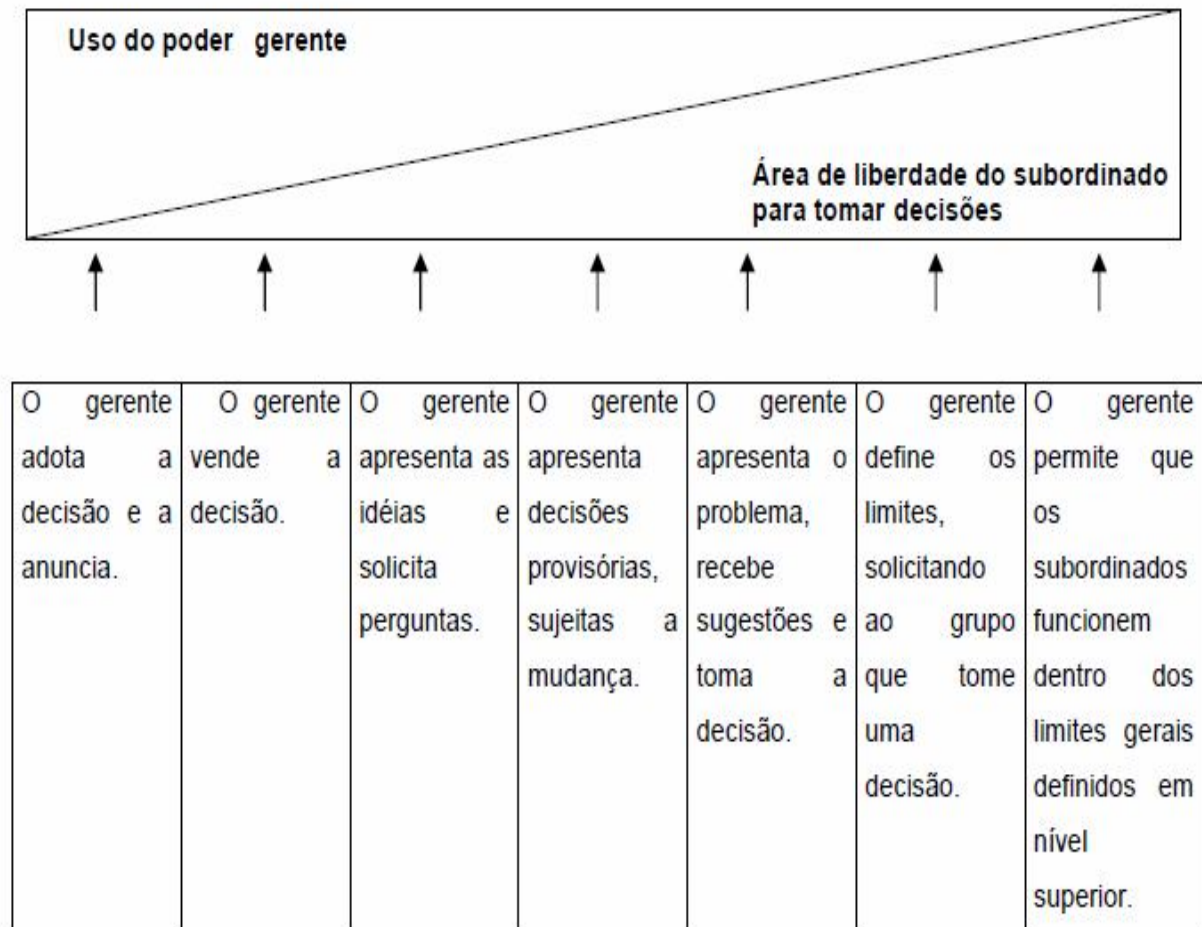 Uso do poder gerente
Área de liberdade do subordinado
para tomar decisões
O gerente
adota a
decisão e a
anuncia.
O gerente
vende a
decisão.
O gerente
apresenta as
idéias e
solicita
perguntas.
O gerente
apresenta
decisões
provisórias,
sujeitas a
mudança.
O gerente
apresenta o
problema,
recebe
sugestões e
toma a
decisão.
O gerente
define os
limites,
solicitando
ao grupo
que tome
uma
decisão.
O gerente
permite que
os
subordinados
funcionem
dentro dos
limites gerais
definidos em
nível
superior.